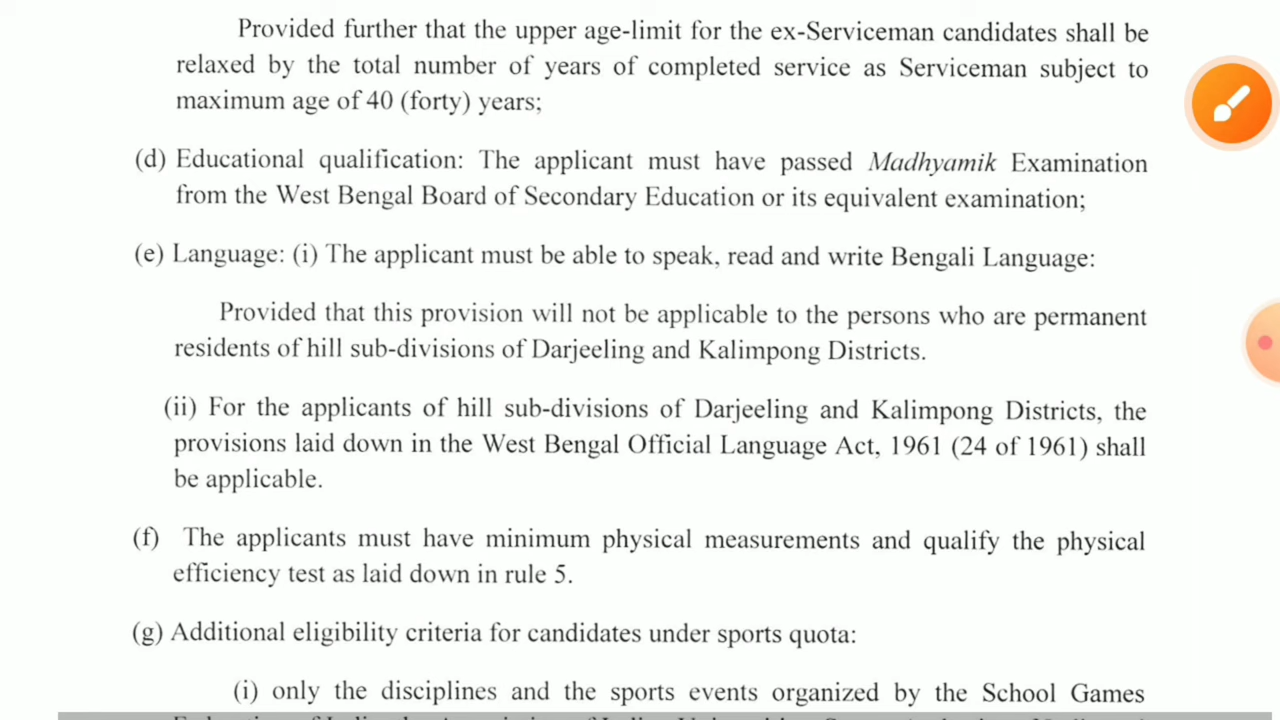 Provided further that the upper age-limit for the ex-Serviceman candidates shall be
relaxed by the total number of years of completed service as Serviceman subject to
maximum age of 40 (forty) years;
(d) Educational qualification: The applicant must have passed Madhyamik Examination
from the West Bengal Board of Secondary Education or its equivalent examination;
(e) Language: (i) The applicant must be able to speak, read and write Bengali Language:
Provided that this provision will not be applicable to the persons who are permanent
residents of hill sub-divisions of Darjeeling and Kalimpong Districts.
(ii) For the applicants of hill sub-divisions of Darjeeling and Kalimpong Districts, the
provisions laid down in the West Bengal Official Language Act, 1961 (24 of 1961) shall
be applicable.
(f) The applicants must have minimum physical measurements and qualify the physical
efficiency test as laid down in rule 5.
(g) Additional eligibility criteria for candidates under sports quota:
(i) only the disciplines and the sports events organized by the School Games